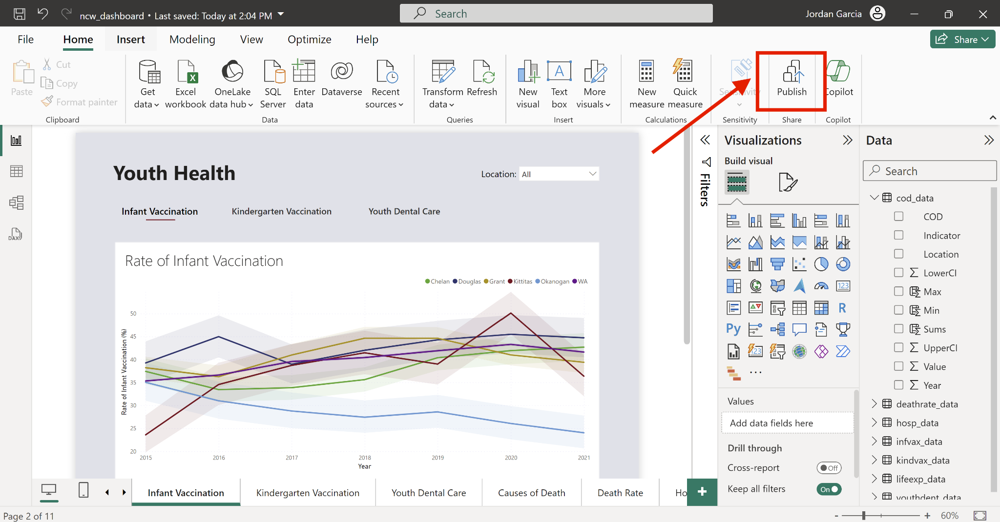 ncw_dashboard • Last saved: Today at 2:04 PM
Search
Jordan Garcia
File Home Insert Modeling View Optimize Help
Share
Paste
Cut
Copy
Format painter
Clipboard
Get data
Excel workbook
OneLake data hub
SQL Server
Enter data
Dataverse
Recent sources
Data
Transform data
Refresh
Queries
New visual
Text box
More visuals
Insert
New measure
Quick measure
Calculations
Sensitivity
Sensitivity
Publish
Share
Copilot
Copilot
DAX
Youth Health
Location: All
Infant Vaccination
Kindergarten Vaccination
Youth Dental Care
Rate of Infant Vaccination
Chelan Douglas Grant Kittitas Okanogan WA
Rate of Infant Vaccination (%)
50
45
40
35
30
25
20
2015 2016 2017 2018 2019 2020 2021
Year
Filters
Visualizations
Build visual
123
R
Py
123
Values
Add data fields here
Drill through
Cross-report
Off
Keep all filters
On
Data
Search
cod_data
COD
Indicator
Location
LowerCI
Max
Min
Sums
UpperCI
Value
Year
deathrate_data
hosp_data
infvax_data
kindvax_data
lifeexp_data
youthdent_data
Infant Vaccination
Kindergarten Vaccination
Youth Dental Care
Causes of Death
Death Rate
Ho
+
Page 2 of 11
- + 60%